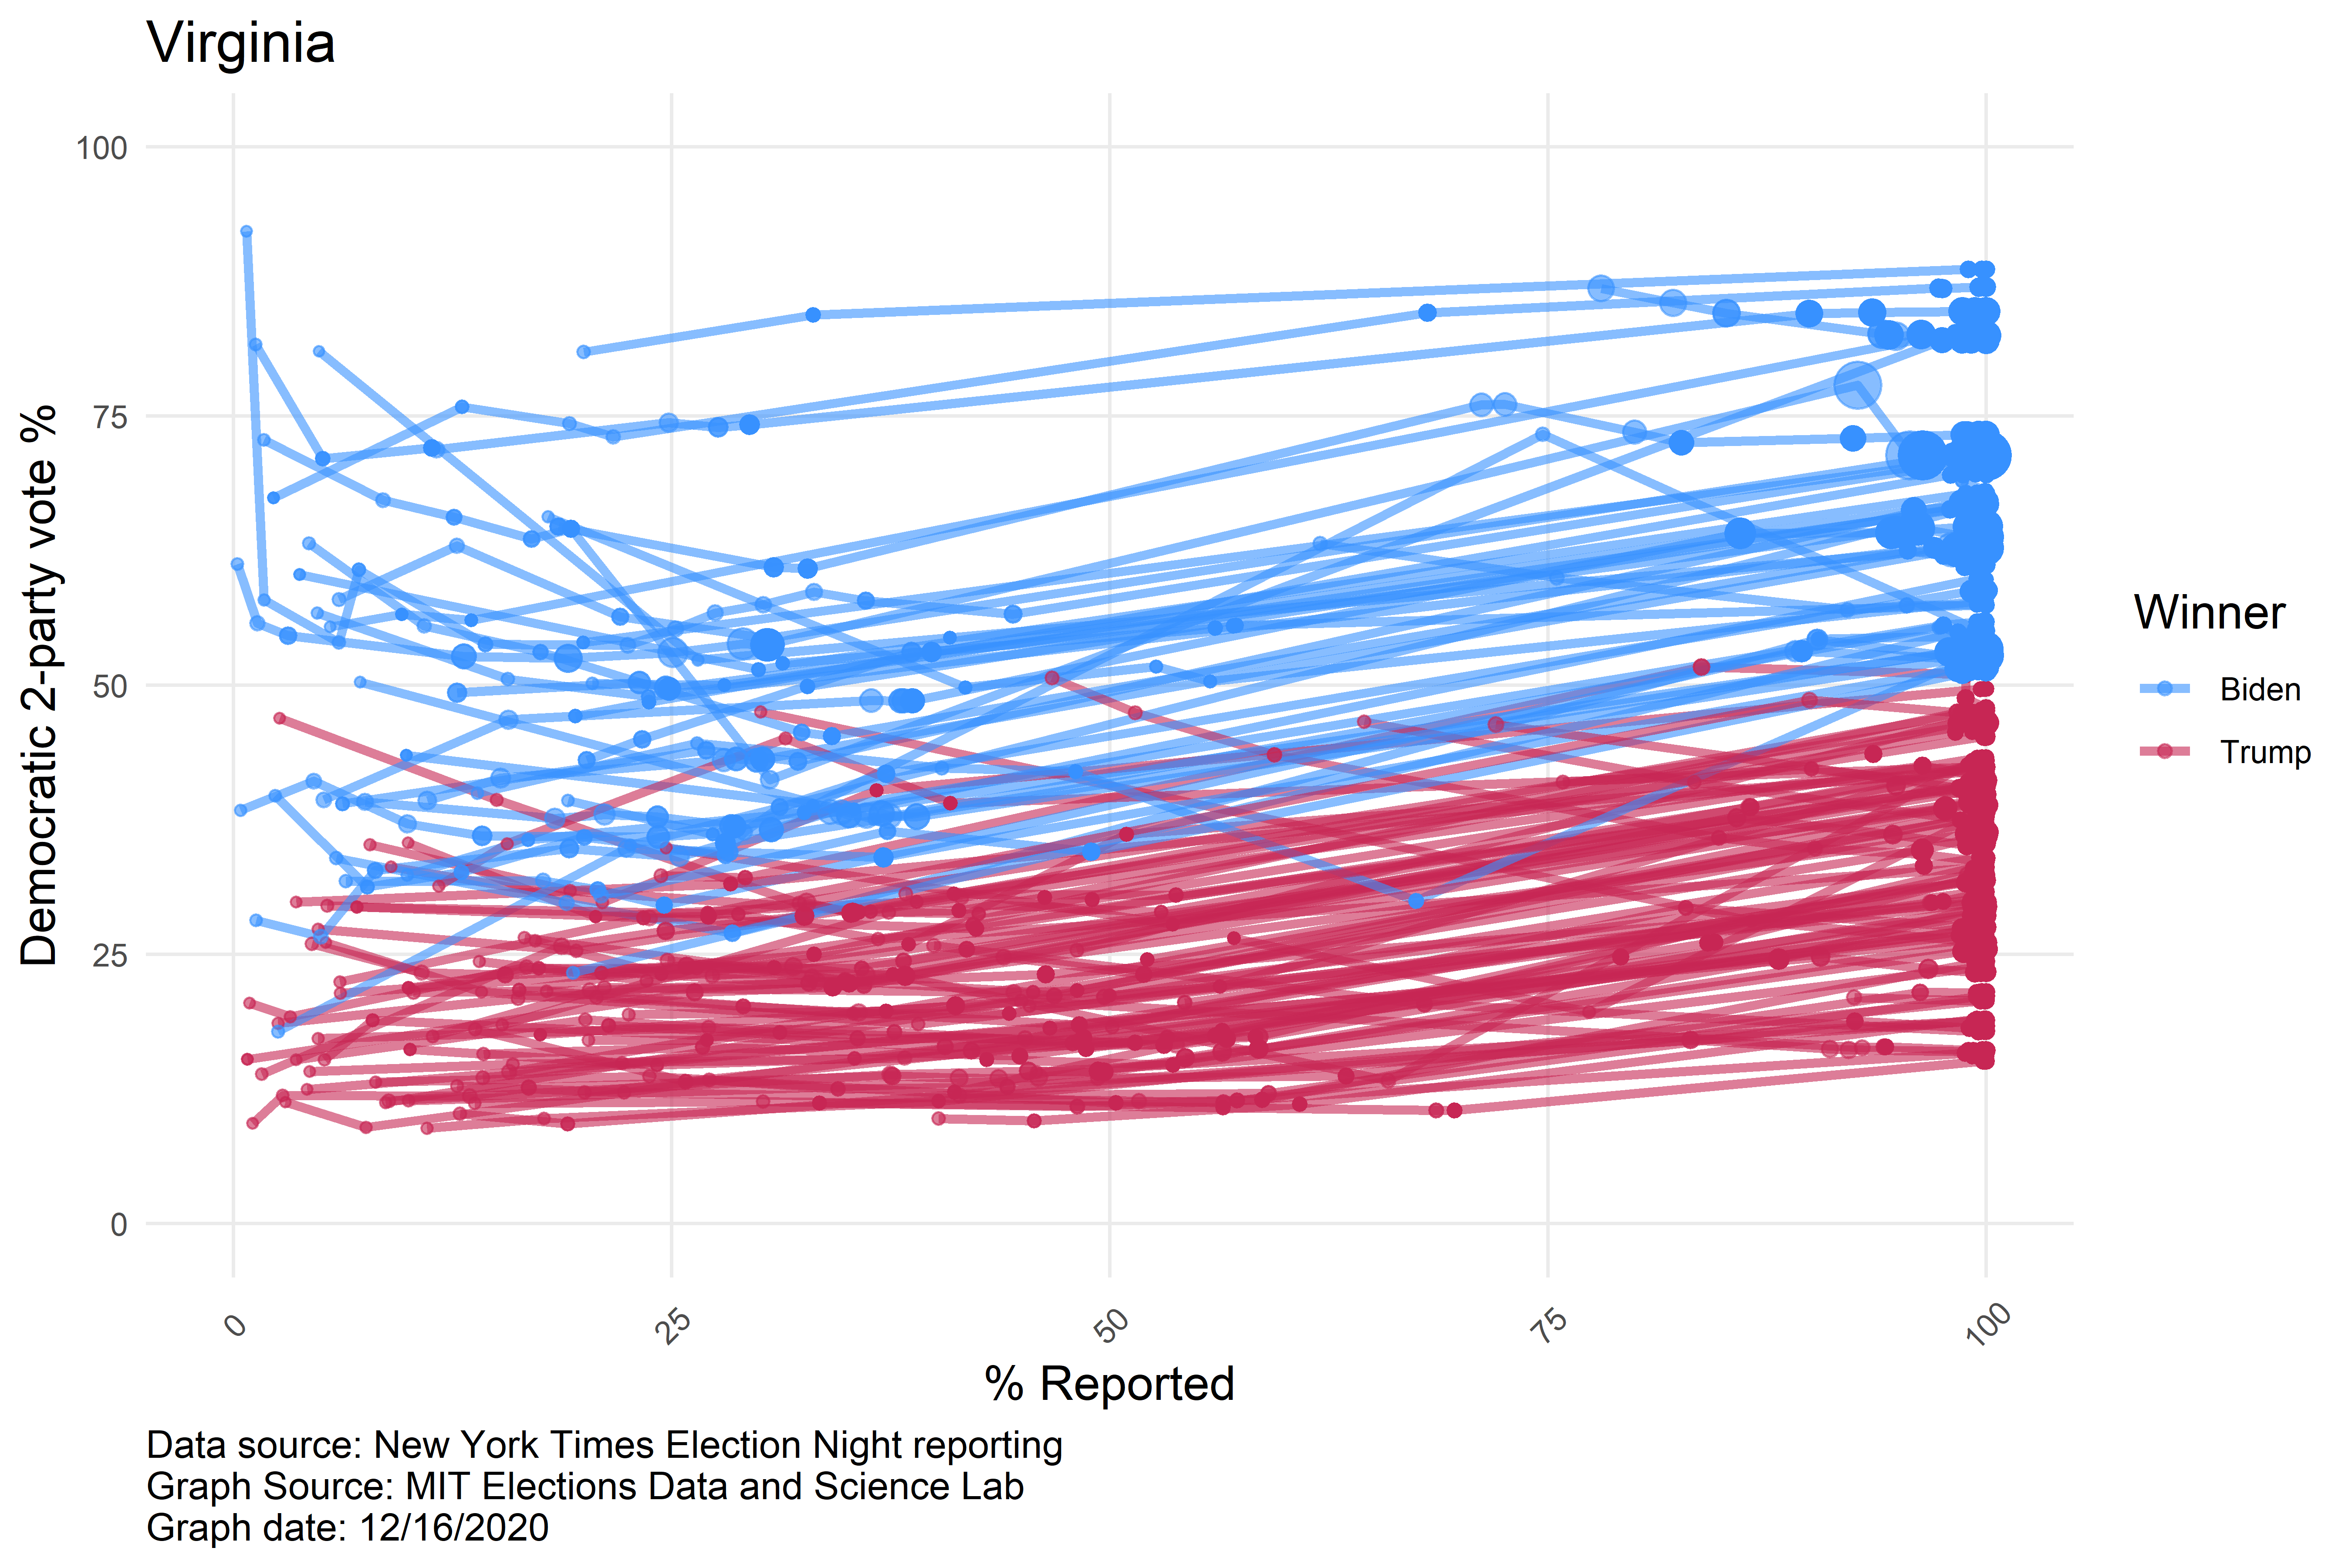 Virginia
Democratic 2-party vote %
100
75
50
25
0
0
25
50
75
100
% Reported
Winner
Biden
Trump
Data source: New York Times Election Night reporting
Graph Source: MIT Elections Data and Science Lab
Graph date: 12/16/2020